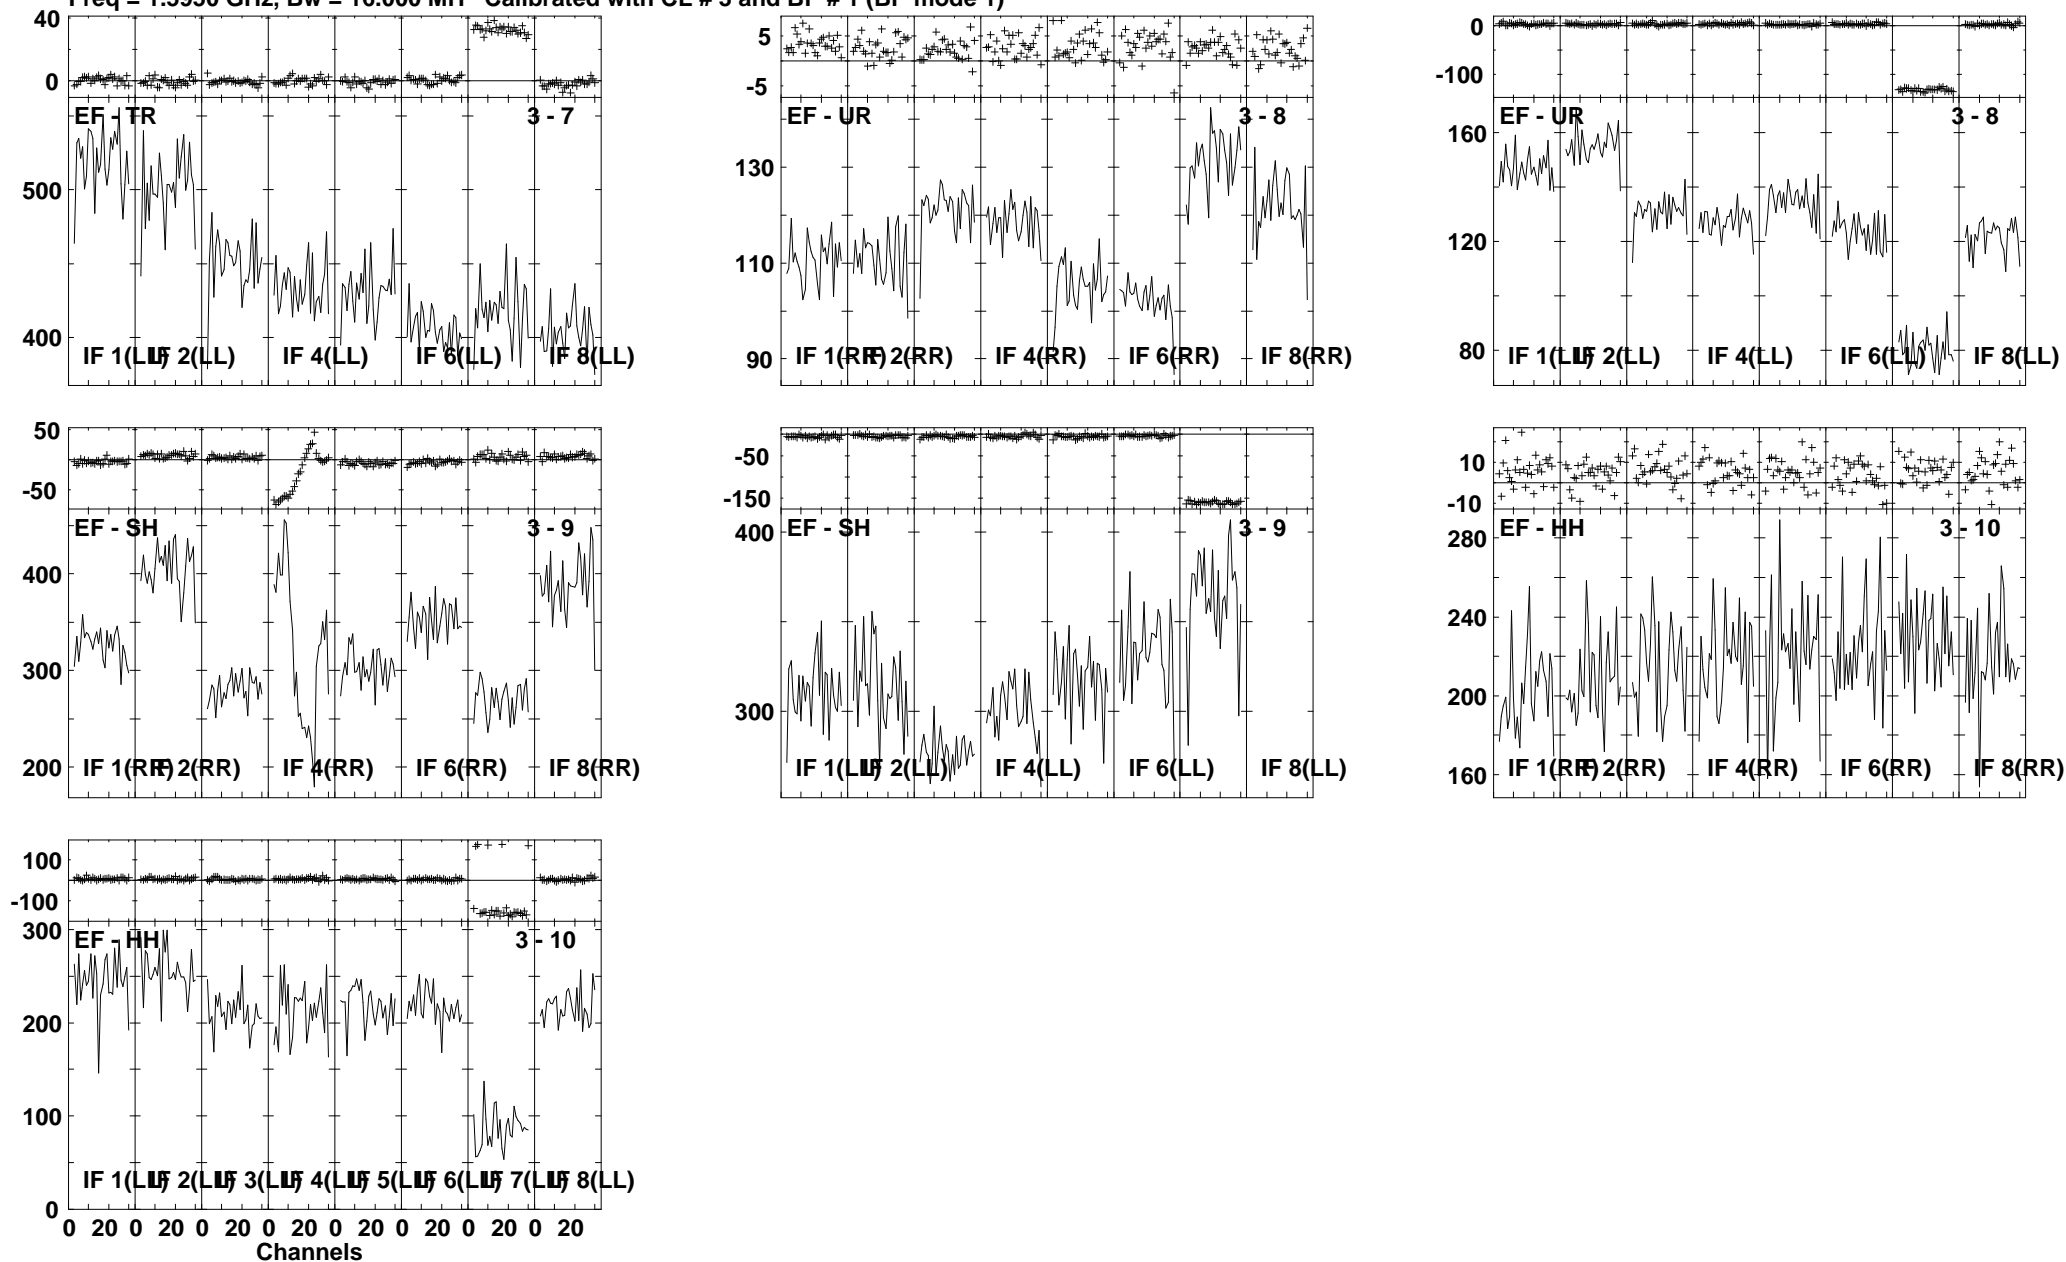 Freq = 1.5950 GHz, Bw = 16.000 MH Calibrated with CL # 3 and BP # 1 (BP mode 1)
40
0
EF - TR 3 - 7
500
400
IF 1(LL) IF 2(LL) IF 4(LL) IF 6(LL) IF 8(LL)
5
-5
EF - UR 3 - 8
130
110
90
IF 1(RR) IF 2(RR) IF 4(RR) IF 6(RR) IF 8(RR)
0
-100
EF - UR 3 - 8
160
120
80
IF 1(LL) IF 2(LL) IF 4(LL) IF 6(LL) IF 8(LL)
50
-50
EF - SH 3 - 9
400
300
200
IF 1(RR) IF 2(RR) IF 4(RR) IF 6(RR) IF 8(RR)
-50
-150
EF - SH 3 - 9
400
300
IF 1(LL) IF 2(LL) IF 4(LL) IF 6(LL) IF 8(LL)
10
-10
EF - HH 3 - 10
280
240
200
160
IF 1(RR) IF 2(RR) IF 4(RR) IF 6(RR) IF 8(RR)
100
-100
300
EF - HH 3 - 10
200
100
IF 1(LL) IF 2(LL) IF 3(LL) IF 4(LL) IF 5(LL) IF 6(LL) IF 7(LL) IF 8(LL)
0
0 20 0 20 0 20 0 20 0 20 0 20 0 20 0 20
Channels